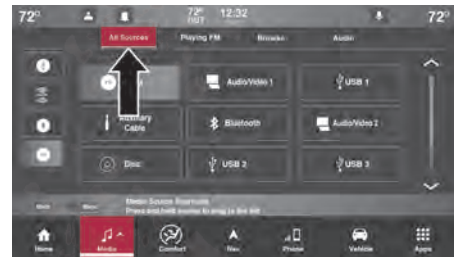 72° 72° OUT 12:32 72°
All Sources Playing FM Browse Audio
Audio/Video 1 USB 1
Auxiliary Cable Bluetooth Audio/Video 2
Disc USB 2 USB 3
Media Source Shortcuts
Press and hold source to drag to the list
Home Media Comfort Nav Phone Vehicle Apps